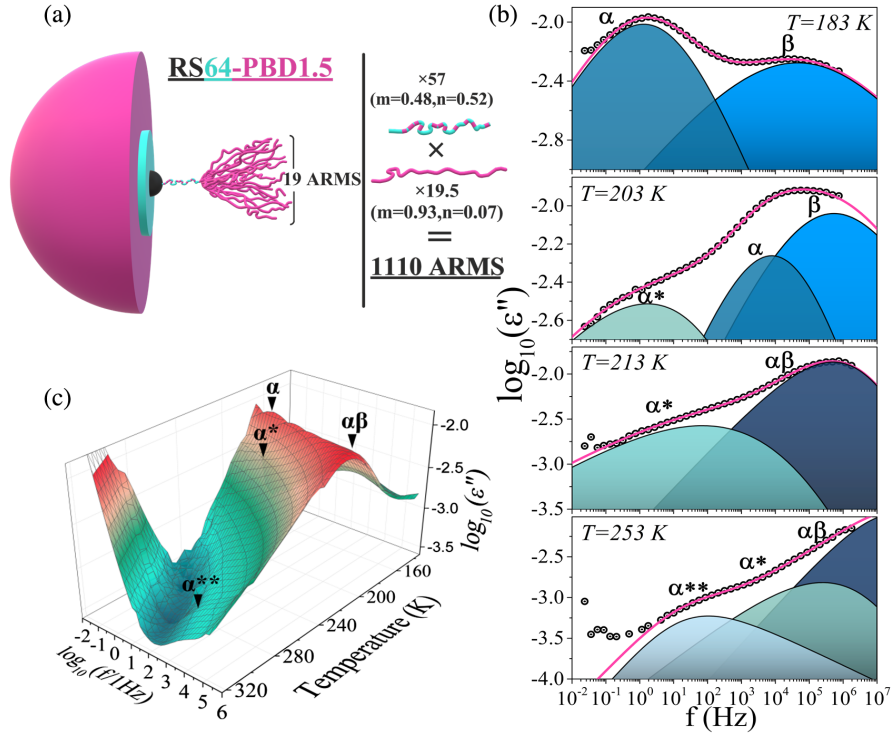 (a)
RS64-PBD1.5
19 ARMS
×57
(m=0.48,n=0.52)
×
×19.5
(m=0.93,n=0.07)
=
1110 ARMS
(b)
log10(ε'')
T=183 K
α
β
-2.0
-2.4
-2.8
T=203 K
α*
α
β
-2.0
-2.2
-2.4
-2.6
T=213 K
α*
αβ
-2.0
-2.5
-3.0
-3.5
T=253 K
α**
α*
αβ
-2.5
-3.0
-3.5
-4.0
10-2 10-1 100 101 102 103 104 105 106 107
f (Hz)
(c)
α
α*
αβ
α**
-2.0
-2.5
-3.0
-3.5
log10(ε'')
160
200
240
280
320
Temperature (K)
-2 -1 0 1 2 3 4 5 6
log10 (f/1Hz)